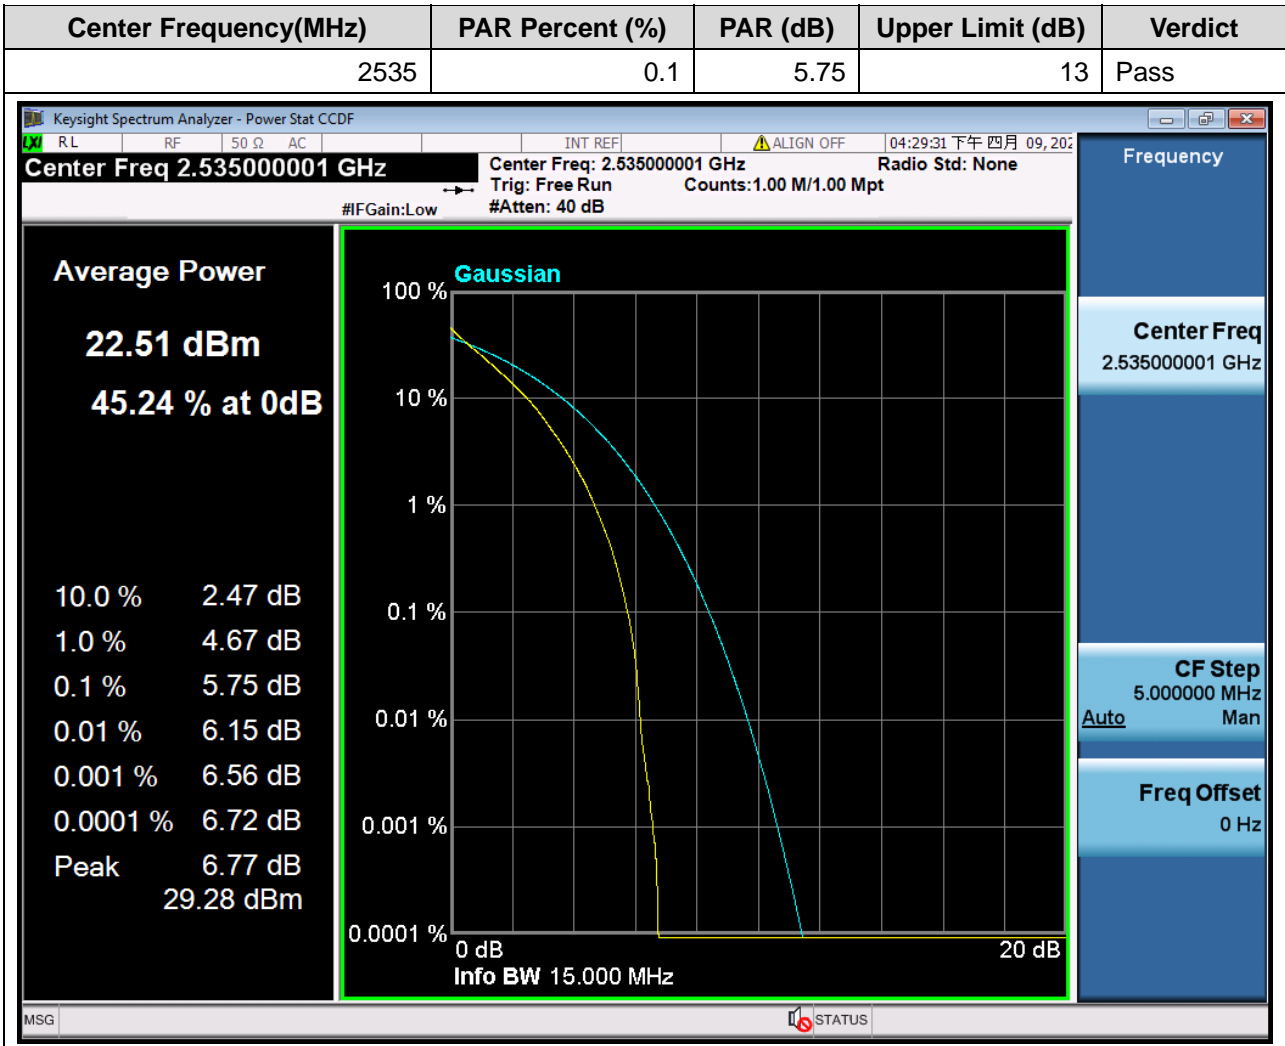 Center Frequency(MHz) PAR Percent (%) PAR (dB) Upper Limit (dB) Verdict
2535 0.1 5.75 13 Pass
Keysight Spectrum Analyzer - Power Stat CCDF
LXI RL RF 50 Ω AC INT REF ALIGN OFF 04:29:31 下午 四月 09, 202
Center Freq 2.535000001 GHz
Center Freq: 2.535000001 GHz Radio Std: None
Trig: Free Run Counts:1.00 M/1.00 Mpt
#IFGain:Low #Atten: 40 dB
Average Power
22.51 dBm
45.24 % at 0dB
10.0 % 2.47 dB
1.0 % 4.67 dB
0.1 % 5.75 dB
0.01 % 6.15 dB
0.001 % 6.56 dB
0.0001 % 6.72 dB
Peak 6.77 dB
29.28 dBm
Gaussian
100 %
10 %
1 %
0.1 %
0.01 %
0.001 %
0.0001 %
0 dB 20 dB
Info BW 15.000 MHz
Frequency
Center Freq
2.535000001 GHz
CF Step
5.000000 MHz
Auto Man
Freq Offset
0 Hz
MSG STATUS